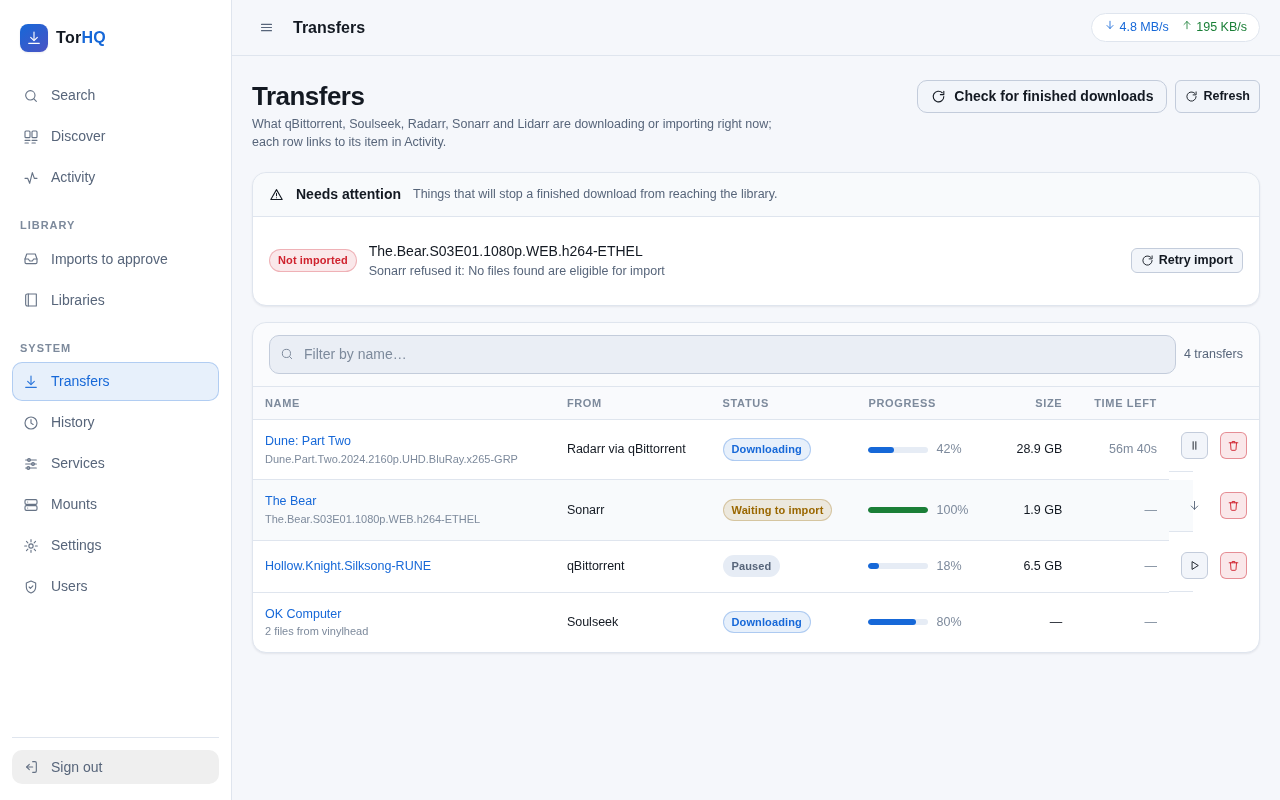 TorHQ
Transfers
4.8 MB/s 195 KB/s
Search
Discover
Activity
LIBRARY
Imports to approve
Libraries
SYSTEM
Transfers
History
Services
Mounts
Settings
Users
Sign out
Transfers
What qBittorrent, Soulseek, Radarr, Sonarr and Lidarr are downloading or importing right now;
each row links to its item in Activity.
Check for finished downloads
Refresh
Needs attention Things that will stop a finished download from reaching the library.
Not imported
The.Bear.S03E01.1080p.WEB.h264-ETHEL
Sonarr refused it: No files found are eligible for import
Retry import
Filter by name…
4 transfers
NAME FROM STATUS PROGRESS SIZE TIME LEFT
Dune: Part Two
Dune.Part.Two.2024.2160p.UHD.BluRay.x265-GRP
Radarr via qBittorrent Downloading 42% 28.9 GB 56m 40s
The Bear
The.Bear.S03E01.1080p.WEB.h264-ETHEL
Sonarr Waiting to import 100% 1.9 GB —
Hollow.Knight.Silksong-RUNE qBittorrent Paused 18% 6.5 GB —
OK Computer
2 files from vinylhead
Soulseek Downloading 80% — —